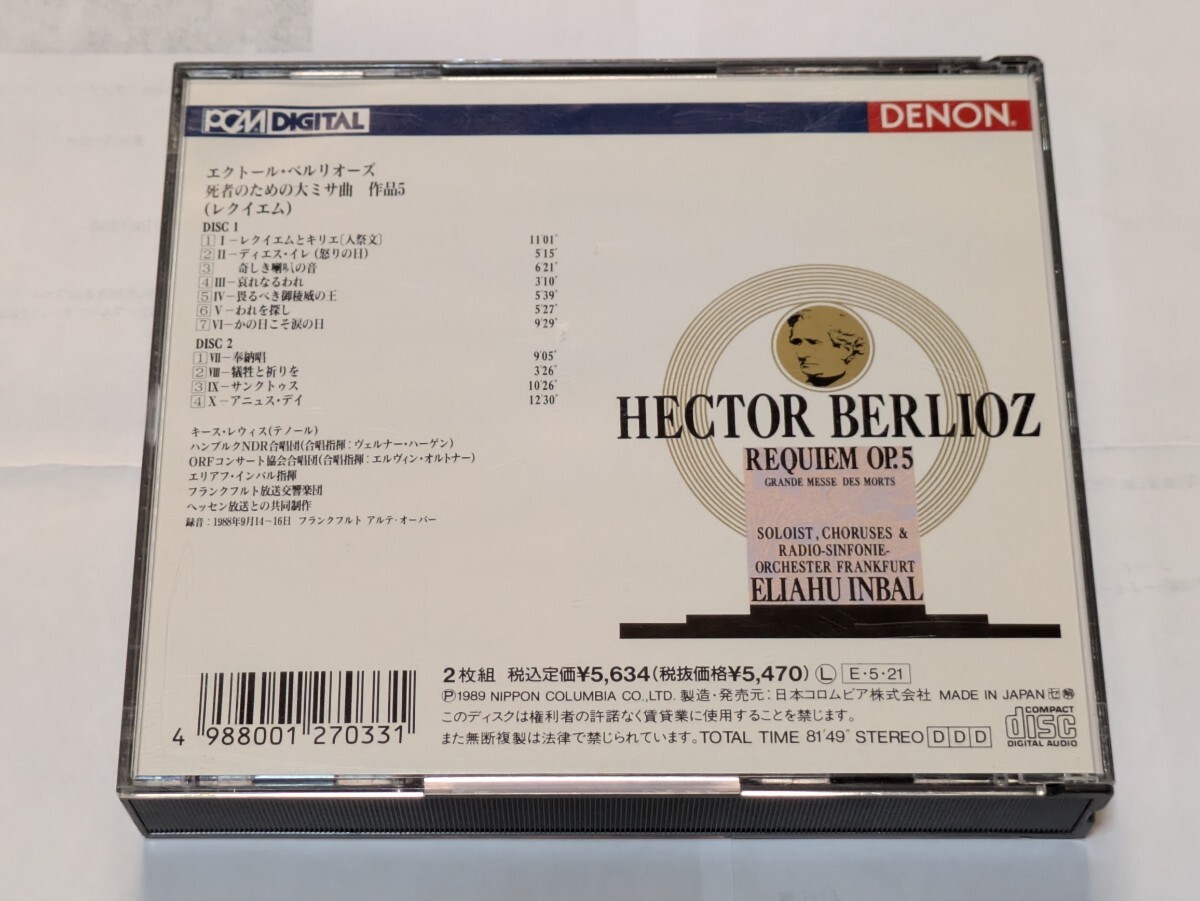 PCM DIGITAL
DENON®
エクトール・ベルリオーズ
死者のための大ミサ曲 作品5
(レクイエム)
DISC 1
1 I－レクイエムとキリエ〔入祭文〕 11'01"
2 II－ディエス・イレ (怒りの日) 5'15"
3 奇しき喇叭の音 6'21"
4 III－哀れなるわれ 3'10"
5 IV－畏るべき御稜威の王 5'39"
6 V－われを探し 5'27"
7 VI－かの日こそ涙の日 9'29"
DISC 2
1 VII－奉納唱 9'05"
2 VIII－犠牲と祈りを 3'26"
3 IX－サンクトゥス 10'26"
4 X－アニュス・デイ 12'30"
キース・レウィス(テノール)
ハンブルクNDR合唱団(合唱指揮：ヴェルナー・ハーゲン)
ORFコンサート協会合唱団(合唱指揮：エルヴィン・オルトナー)
エリアフ・インバル指揮
フランクフルト放送交響楽団
ヘッセン放送との共同制作
録音：1988年9月14－16日 フランクフルト アルテ・オーパー
HECTOR BERLIOZ
REQUIEM OP.5
GRANDE MESSE DES MORTS
SOLOIST, CHORUSES &
RADIO-SINFONIE-
ORCHESTER FRANKFURT
ELIAHU INBAL
2枚組 税込定価¥5,634(税抜価格¥5,470) Ⓛ E・5・21
Ⓟ1989 NIPPON COLUMBIA CO.,LTD. 製造・発売元：日本コロムビア株式会社 MADE IN JAPAN
このディスクは権利者の許諾なく賃貸業に使用することを禁じます。
また無断複製は法律で禁じられています。TOTAL TIME 81'49" STEREO DDD
COMPACT
disc
DIGITAL AUDIO
4 988001 270331